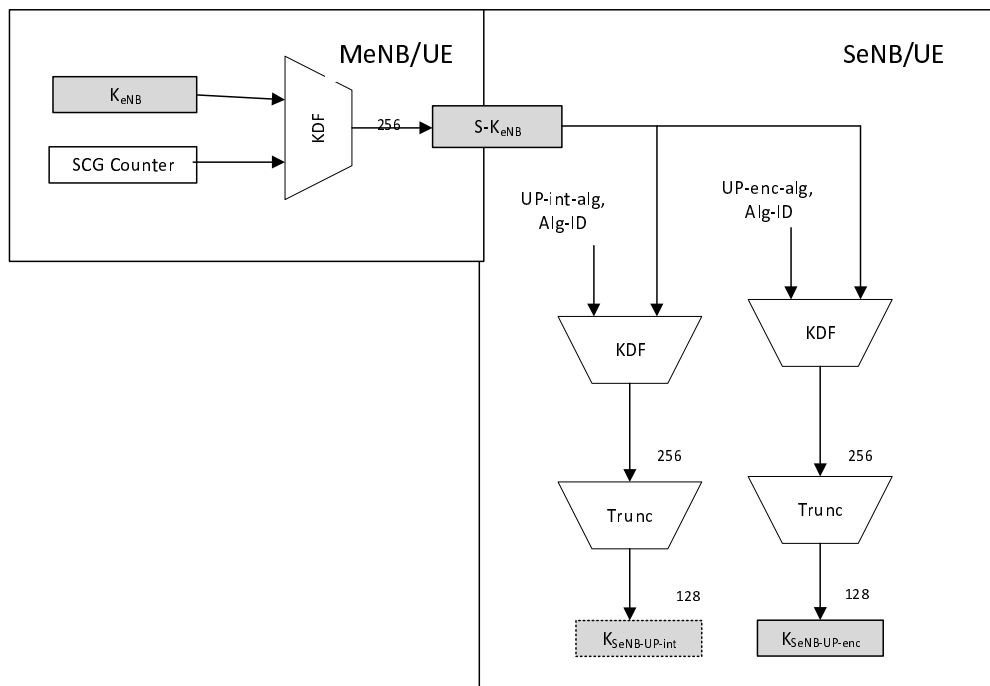 MeNB/UE
SeNB/UE
KeNB
SCG Counter
KDF
256
S-KeNB
UP-int-alg,
Alg-ID
UP-enc-alg,
Alg-ID
KDF
KDF
256
256
Trunc
Trunc
128
128
KSeNB-UP-int
KSeNB-UP-enc